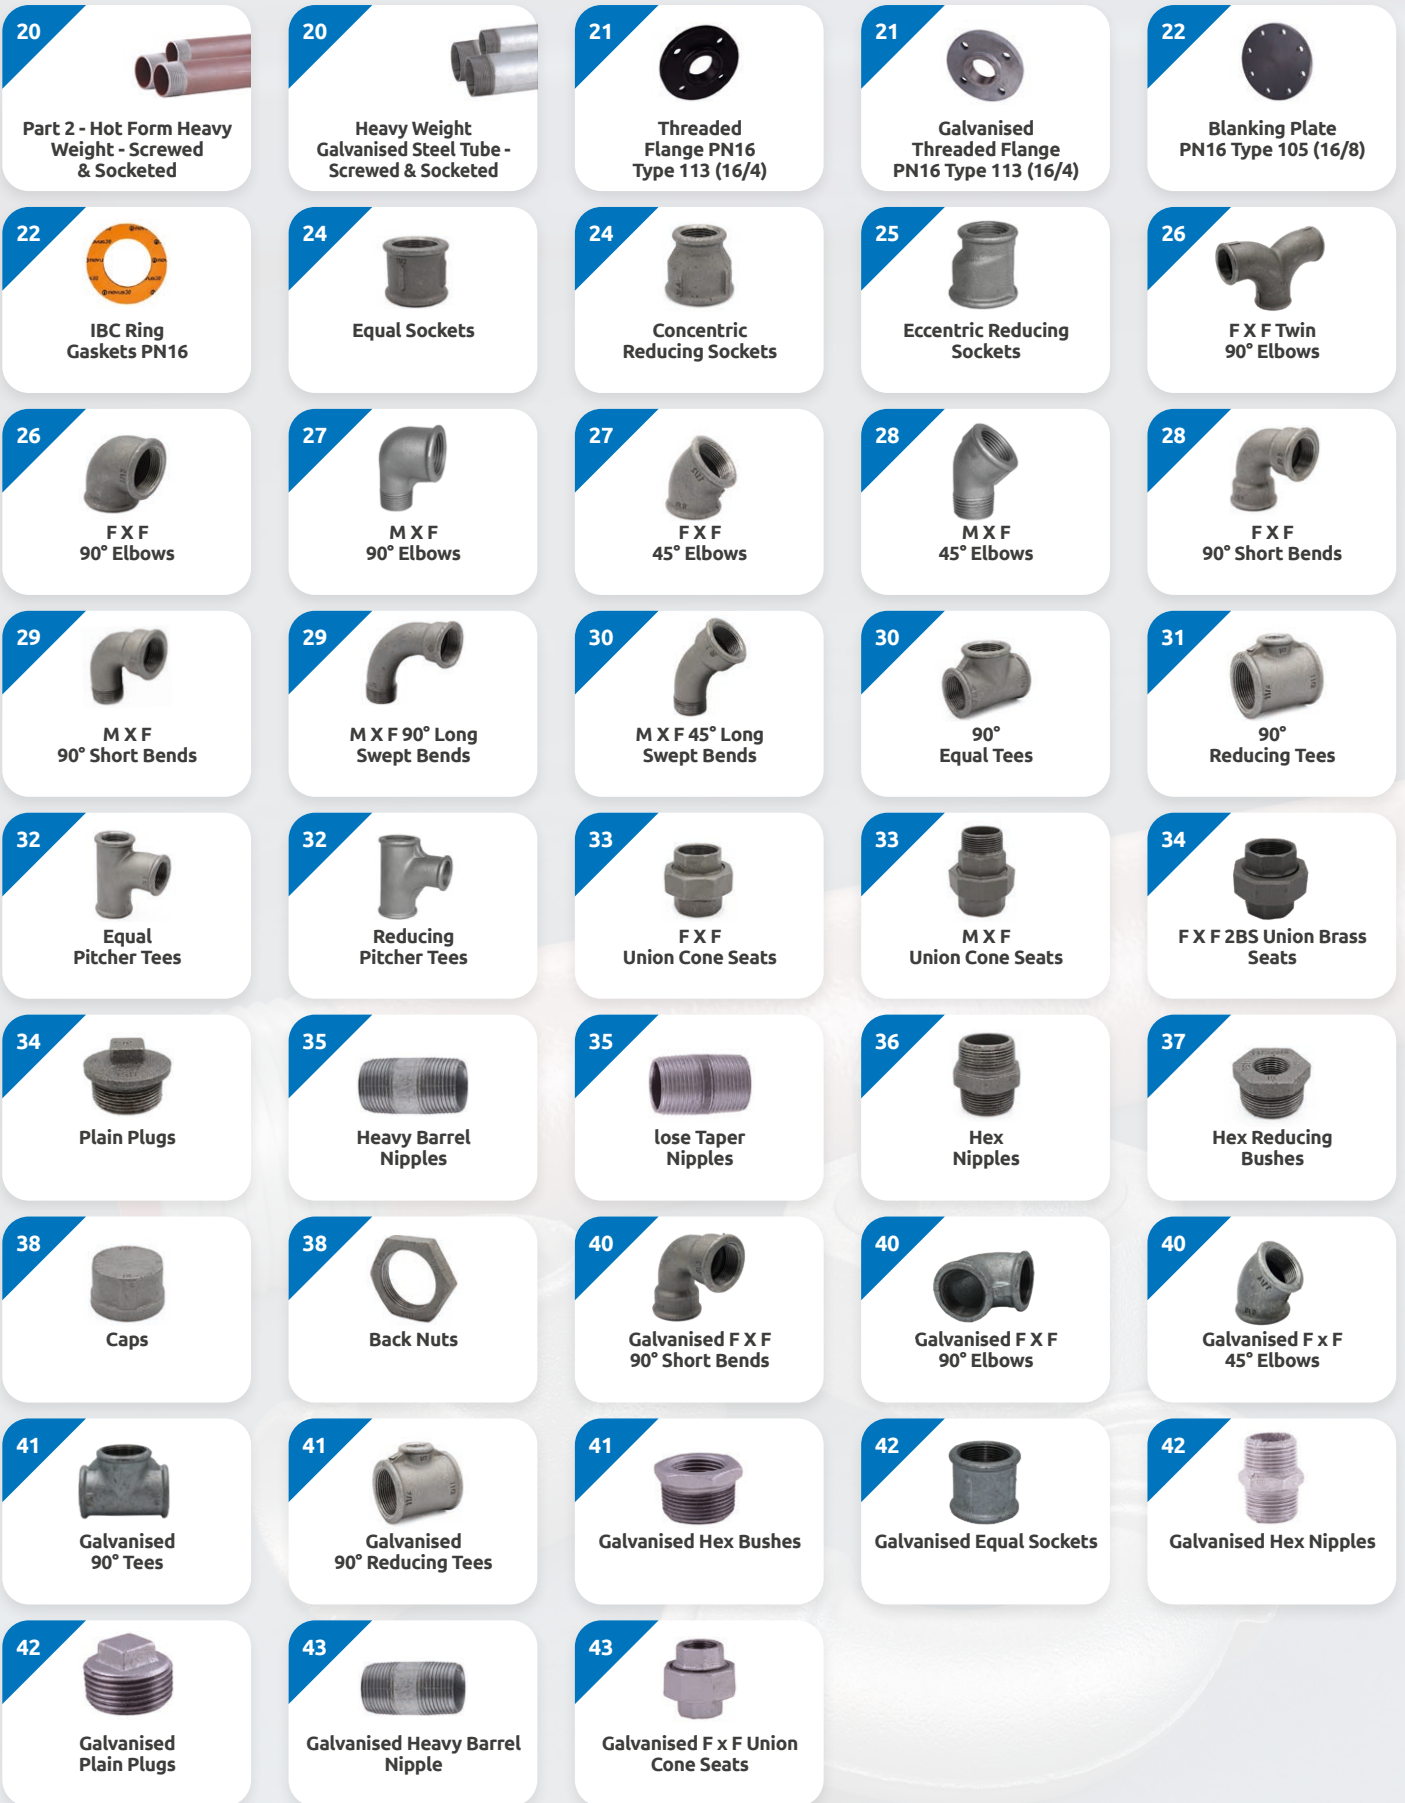 20
Part 2 - Hot Form Heavy
Weight - Screwed
& Socketed
20
Heavy Weight
Galvanised Steel Tube -
Screwed & Socketed
21
Threaded
Flange PN16
Type 113 (16/4)
21
Galvanised
Threaded Flange
PN16 Type 113 (16/4)
22
Blanking Plate
PN16 Type 105 (16/8)
22
IBC Ring
Gaskets PN16
24
Equal Sockets
24
Concentric
Reducing Sockets
25
Eccentric Reducing
Sockets
26
F X F Twin
90° Elbows
26
F X F
90° Elbows
27
M X F
90° Elbows
27
F X F
45° Elbows
28
M X F
45° Elbows
28
F X F
90° Short Bends
29
M X F
90° Short Bends
29
M X F 90° Long
Swept Bends
30
M X F 45° Long
Swept Bends
30
90°
Equal Tees
31
90°
Reducing Tees
32
Equal
Pitcher Tees
32
Reducing
Pitcher Tees
33
F X F
Union Cone Seats
33
M X F
Union Cone Seats
34
F X F 2BS Union Brass
Seats
34
Plain Plugs
35
Heavy Barrel
Nipples
35
lose Taper
Nipples
36
Hex
Nipples
37
Hex Reducing
Bushes
38
Caps
38
Back Nuts
40
Galvanised F X F
90° Short Bends
40
Galvanised F X F
90° Elbows
40
Galvanised F x F
45° Elbows
41
Galvanised
90° Tees
41
Galvanised
90° Reducing Tees
41
Galvanised Hex Bushes
42
Galvanised Equal Sockets
42
Galvanised Hex Nipples
42
Galvanised
Plain Plugs
43
Galvanised Heavy Barrel
Nipple
43
Galvanised F x F Union
Cone Seats